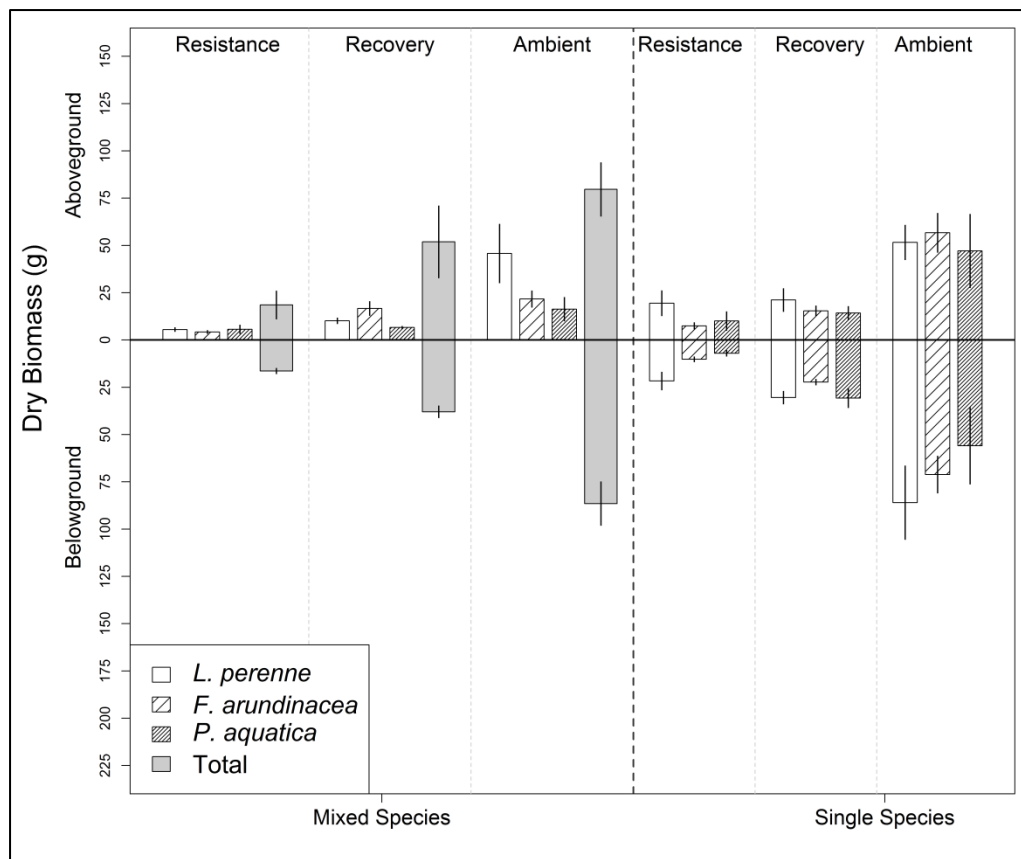 Resistance Recovery Ambient Resistance Recovery Ambient
Dry Biomass (g)
Aboveground
Belowground
150
125
100
75
50
25
0
25
50
75
100
125
150
175
200
225
L. perenne
F. arundinacea
P. aquatica
Total
Mixed Species Single Species